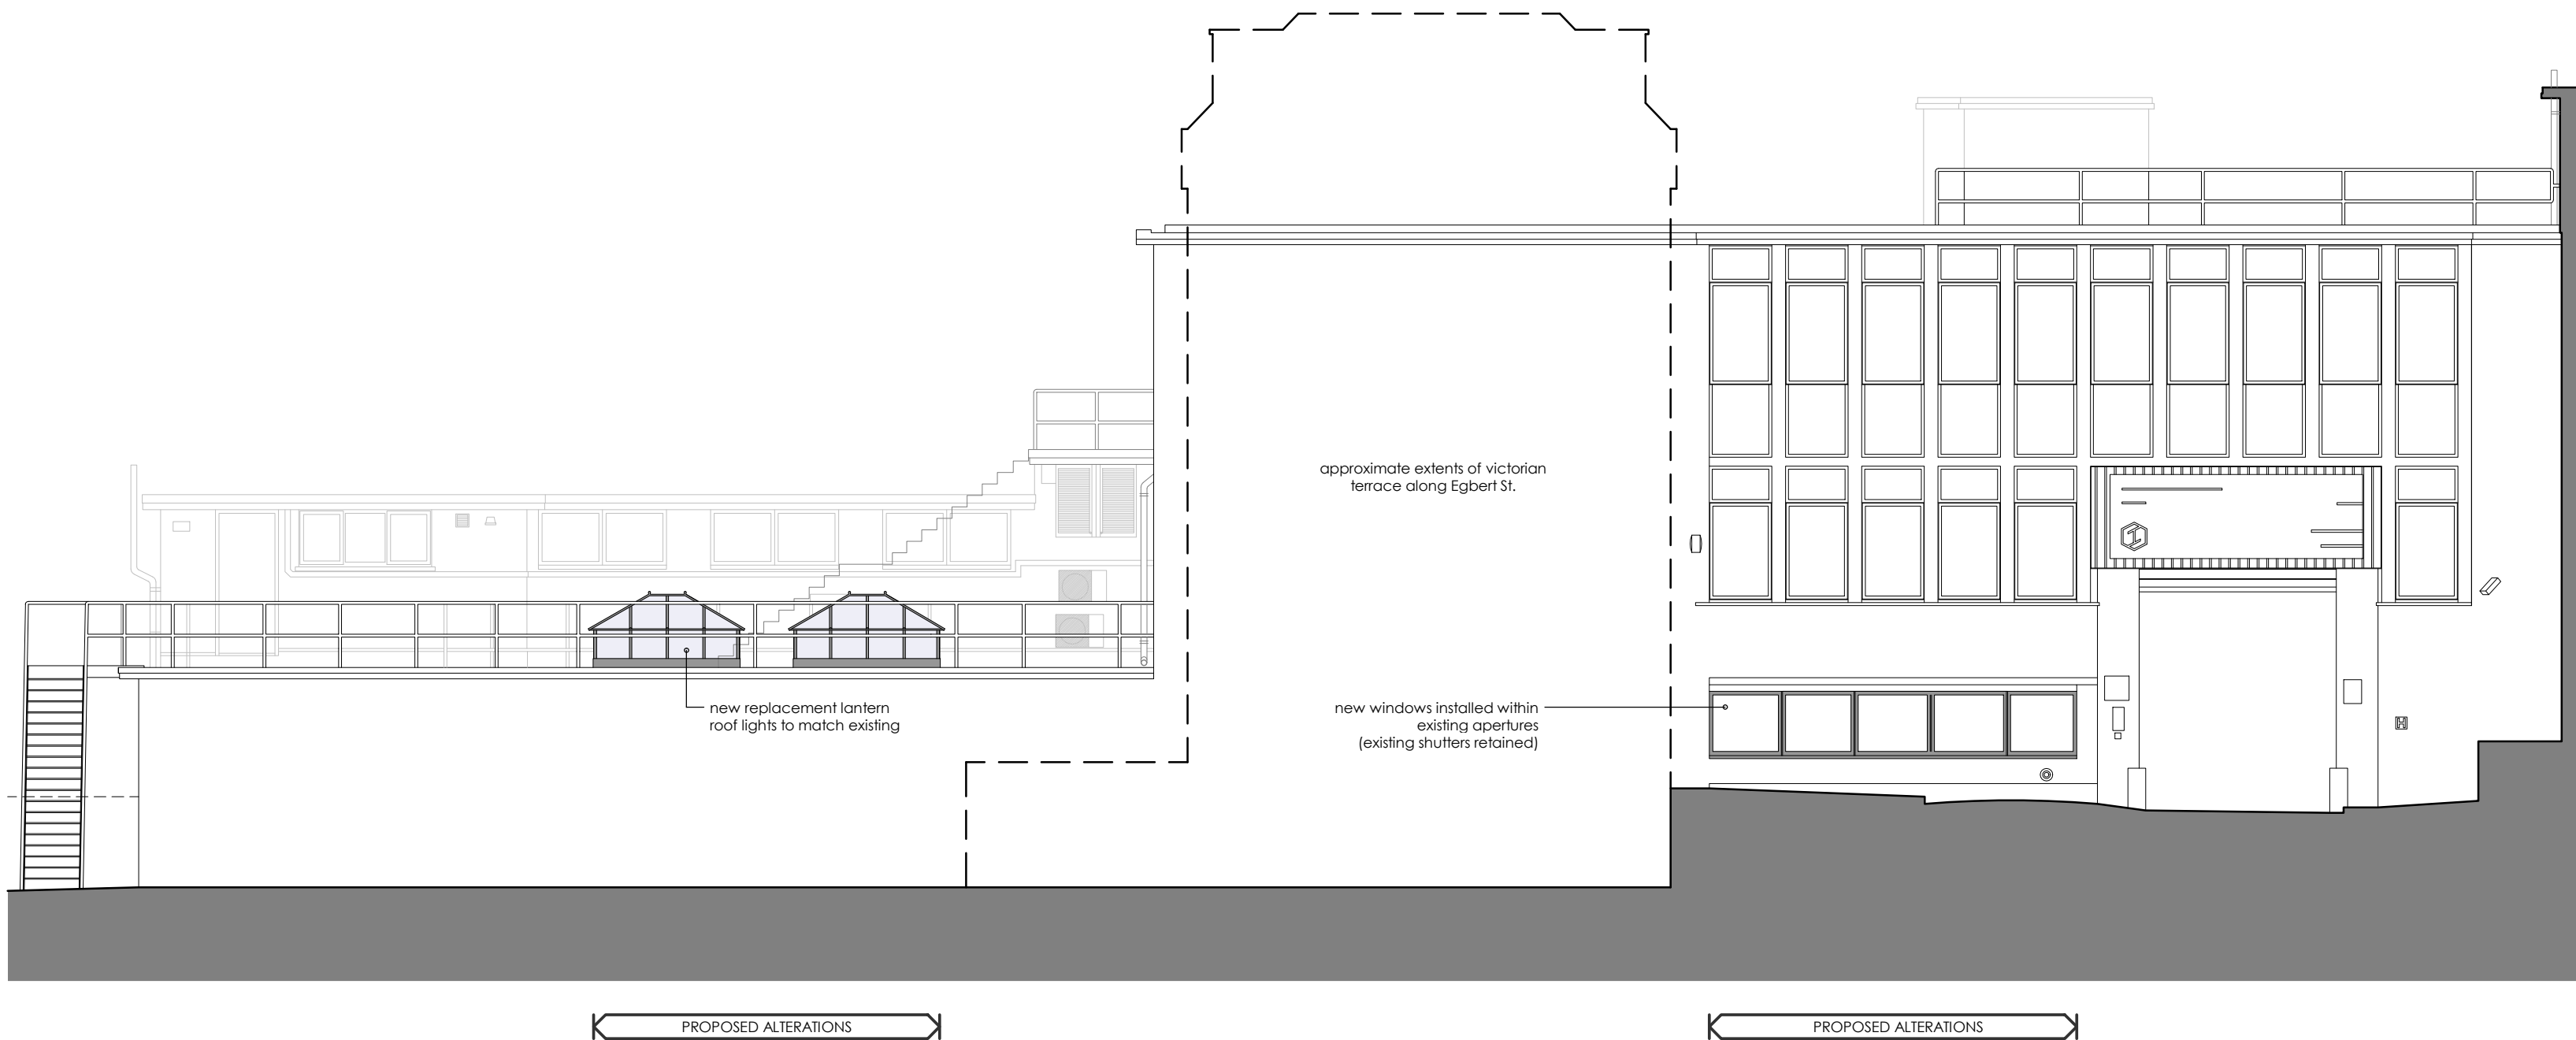 approximate extents of victorian
terrace along Egbert St.
new replacement lantern
roof lights to match existing
new windows installed within
existing apertures
(existing shutters retained)
PROPOSED ALTERATIONS
PROPOSED ALTERATIONS